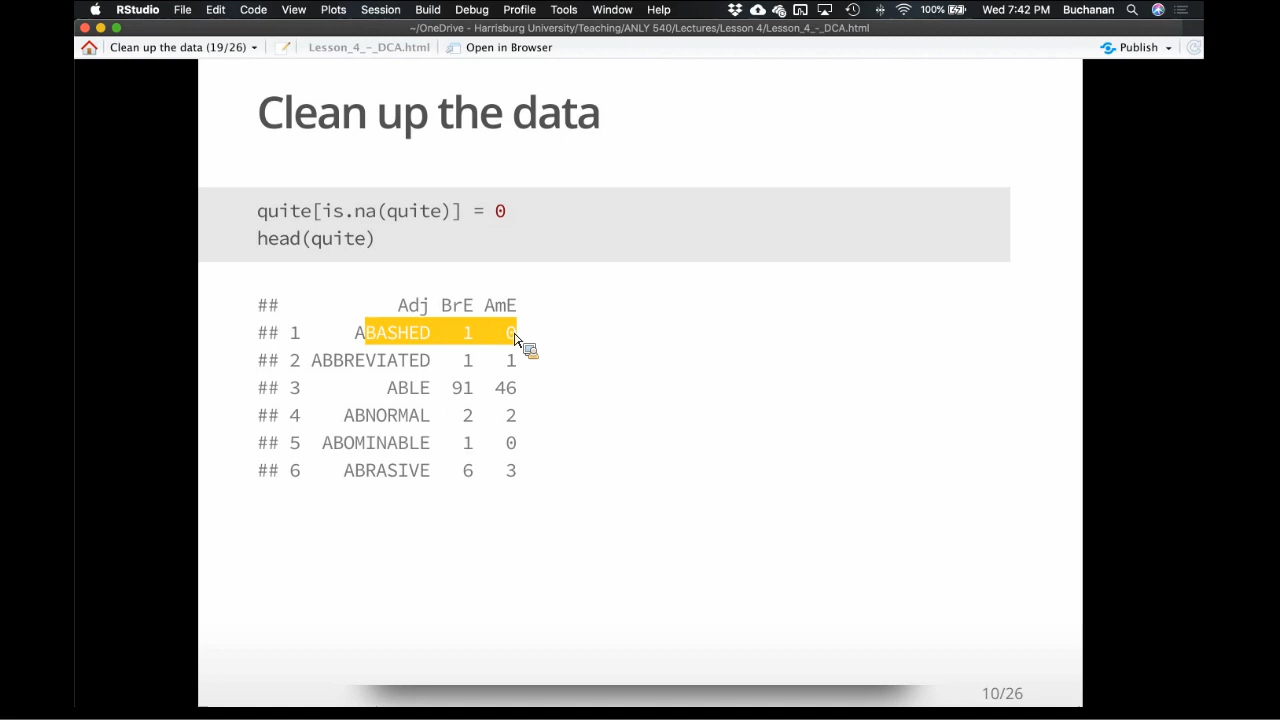 RStudio File Edit Code View Plots Session Build Debug Profile Tools Window Help 100% Wed 7:42 PM Buchanan
~/OneDrive - Harrisburg University/Teaching/ANLY 540/Lectures/Lesson 4/Lesson_4_-_DCA.html
Clean up the data (19/26) Lesson_4_-_DCA.html Open in Browser Publish
Clean up the data
quite[is.na(quite)] = 0
head(quite)
## Adj BrE AmE
## 1 ABASHED 1 0
## 2 ABBREVIATED 1 1
## 3 ABLE 91 46
## 4 ABNORMAL 2 2
## 5 ABOMINABLE 1 0
## 6 ABRASIVE 6 3
10/26